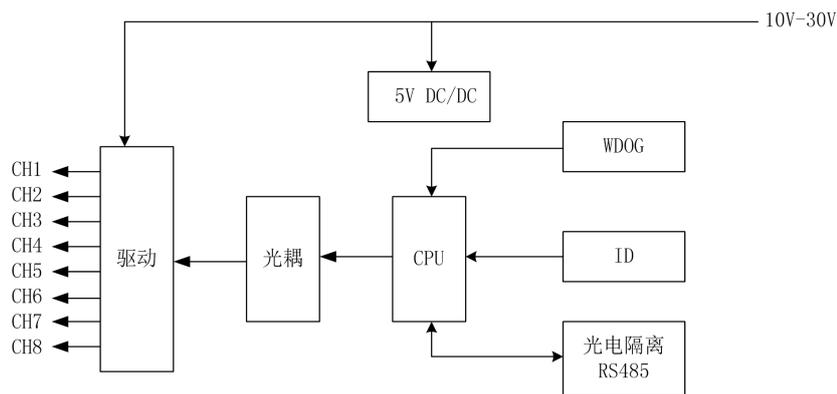 10V-30V
5V DC/DC
WDOG
CH1
CH2
CH3
CH4
CH5
CH6
CH7
CH8
驱动
光耦
CPU
ID
光电隔离
RS485